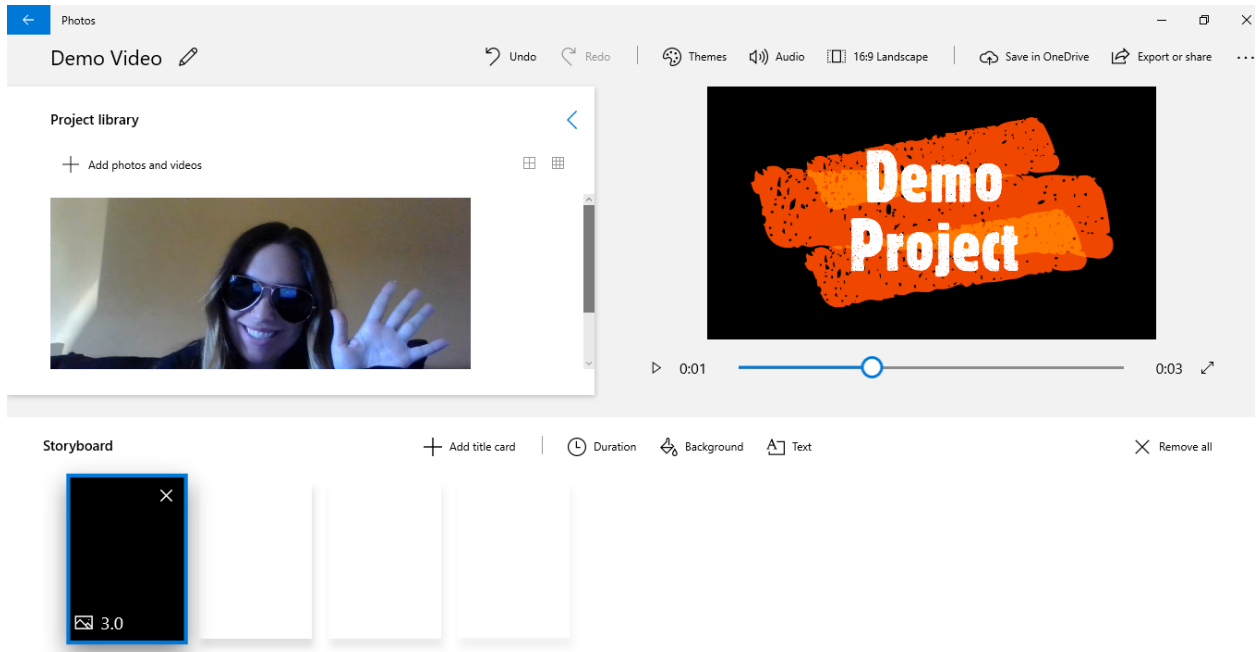 Photos
Demo Video
Undo
Redo
Themes
Audio
16:9 Landscape
Save in OneDrive
Export or share
Project library
Add photos and videos
Demo
Project
0:01
0:03
Storyboard
Add title card
Duration
Background
Text
Remove all
3.0